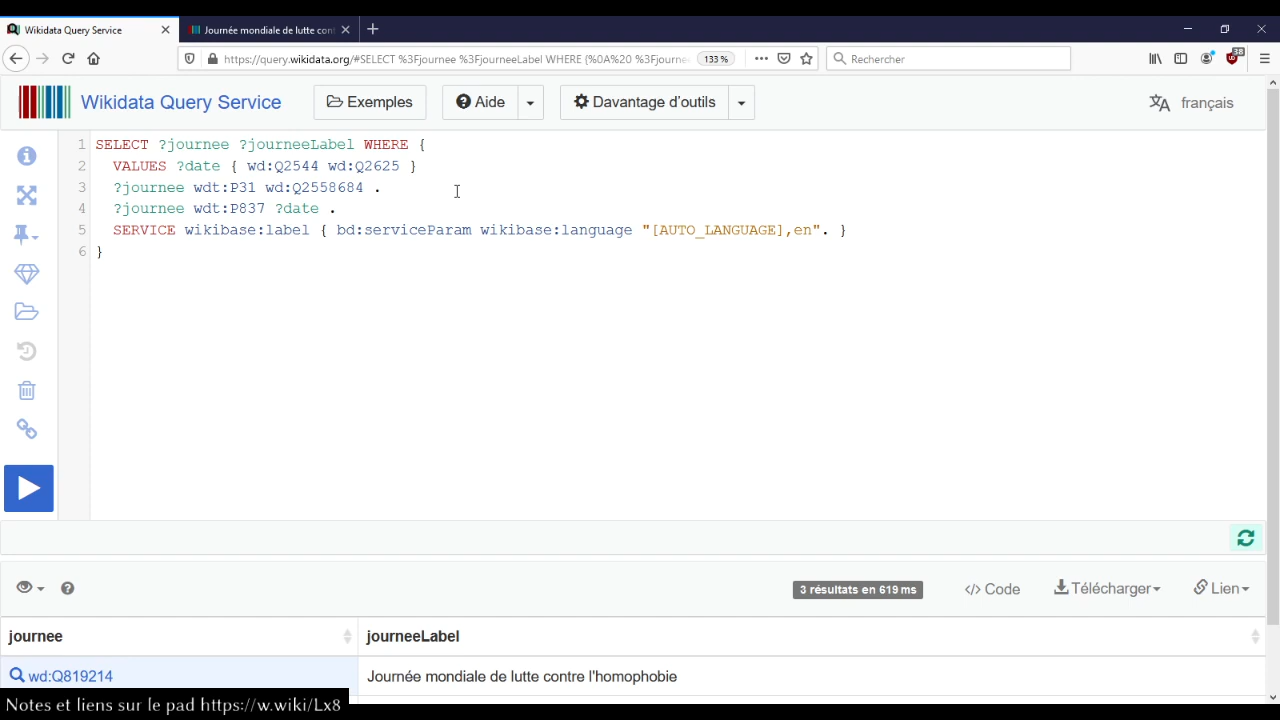 Wikidata Query Service
Journée mondiale de lutte con
https://query.wikidata.org/#SELECT %3Fjournee %3FjourneeLabel WHERE {%0A%20 %3Fjourne
133 %
Rechercher
38
Wikidata Query Service
Exemples
Aide
Davantage d'outils
français
1 SELECT ?journee ?journeeLabel WHERE {
2 VALUES ?date { wd:Q2544 wd:Q2625 }
3 ?journee wdt:P31 wd:Q2558684 .
4 ?journee wdt:P837 ?date .
5 SERVICE wikibase:label { bd:serviceParam wikibase:language "[AUTO_LANGUAGE],en". }
6 }
3 résultats en 619 ms
</> Code
Télécharger
Lien
journee
journeeLabel
wd:Q819214
Journée mondiale de lutte contre l'homophobie
Notes et liens sur le pad https://w.wiki/Lx8